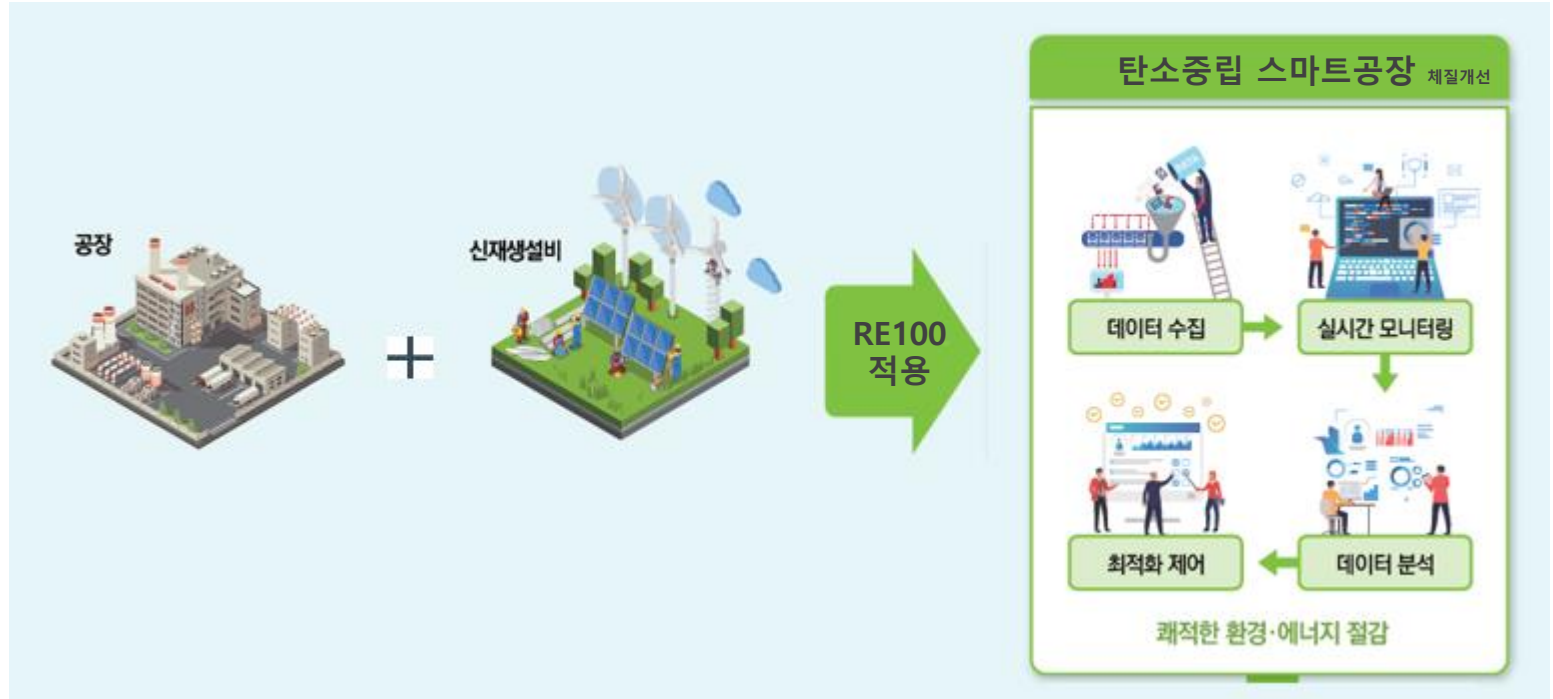 공장
신재생설비
RE100
적용
탄소중립 스마트공장 체질개선
DATA
데이터 수집
실시간 모니터링
최적화 제어
데이터 분석
쾌적한 환경·에너지 절감